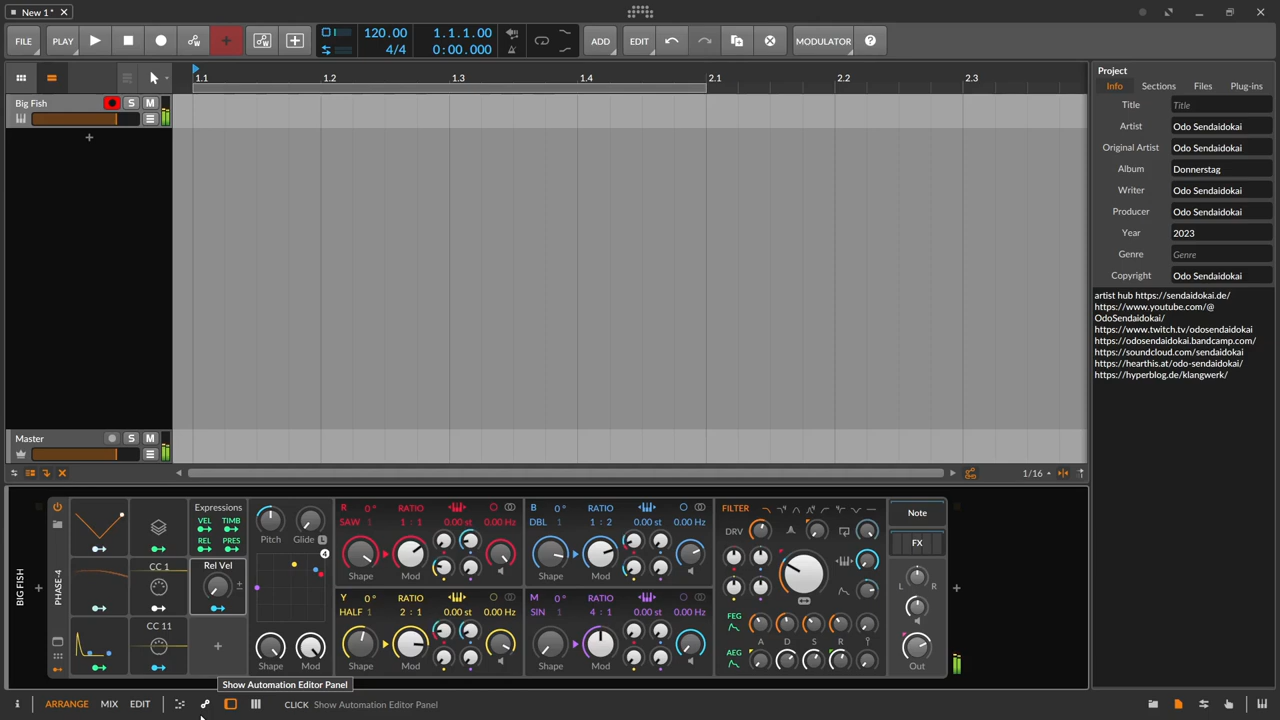 New 1 *
FILE
PLAY
120.00
4/4
1.1.1.00
0:00.000
ADD
EDIT
MODULATOR
1.1
1.2
1.3
1.4
2.1
2.2
2.3
Big Fish
S
M
Master
S
M
1/16
Project
Info
Sections
Files
Plug-ins
Title
Title
Artist
Odo Sendaidokai
Original Artist
Odo Sendaidokai
Album
Donnerstag
Writer
Odo Sendaidokai
Producer
Odo Sendaidokai
Year
2023
Genre
Genre
Copyright
Odo Sendaidokai
artist hub https://sendaidokai.de/
https://www.youtube.com/@
OdoSendaidokai/
https://www.twitch.tv/odosendaidokai
https://odosendaidokai.bandcamp.com/
https://soundcloud.com/sendaidokai
https://hearthis.at/odo-sendaidokai/
https://hyperblog.de/klangwerk/
BIG FISH
PHASE-4
CC 1
CC 11
Expressions
VEL
TIMB
REL
PRES
Rel Vel
Pitch
Glide
L
4
Shape
Mod
R
0°
RATIO
SAW
1
1:1
0.00 st
0.00 Hz
Shape
Mod
B
0°
RATIO
DBL
1
1:2
0.00 st
0.00 Hz
Shape
Mod
Y
0°
RATIO
HALF
1
2:1
0.00 st
0.00 Hz
Shape
Mod
M
0°
RATIO
SIN
1
4:1
0.00 st
0.00 Hz
Shape
Mod
FILTER
DRV
FEG
A
D
S
R
AEG
Note
FX
L
R
Out
Show Automation Editor Panel
ARRANGE
MIX
EDIT
CLICK
Show Automation Editor Panel